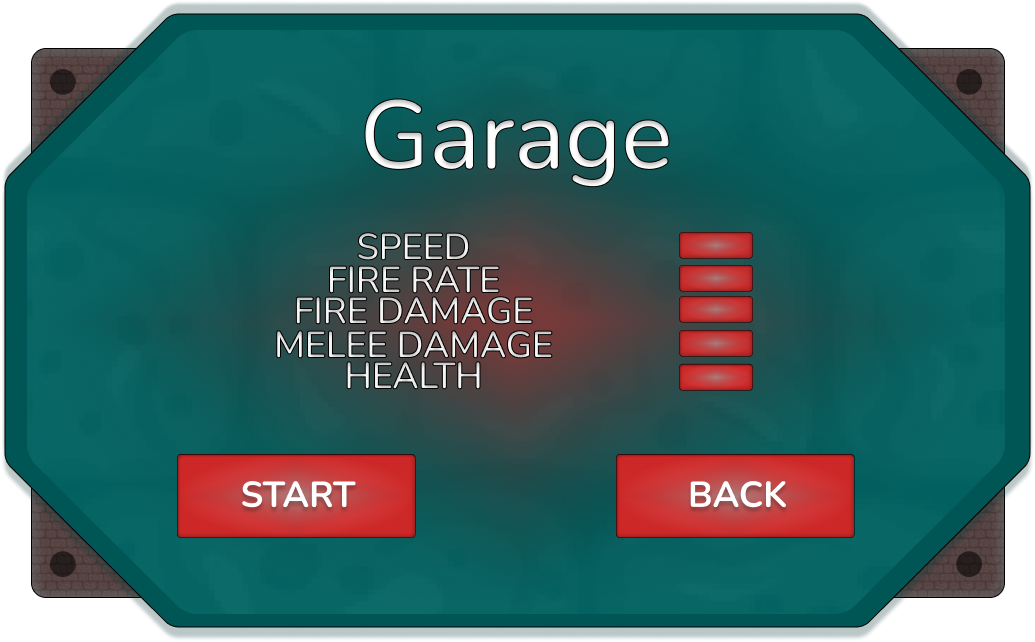 Garage
SPEED
FIRE RATE
FIRE DAMAGE
MELEE DAMAGE
HEALTH
START
BACK